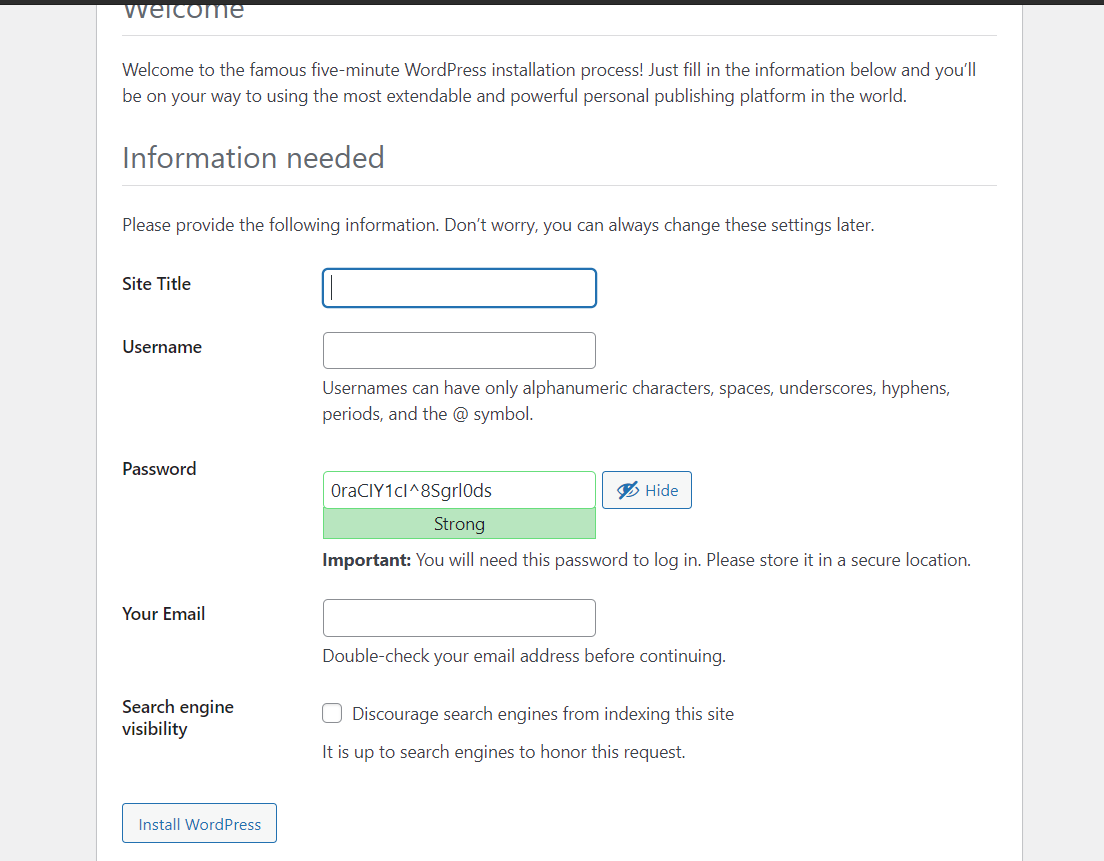 Welcome
Welcome to the famous five-minute WordPress installation process! Just fill in the information below and you’ll
be on your way to using the most extendable and powerful personal publishing platform in the world.
Information needed
Please provide the following information. Don’t worry, you can always change these settings later.
Site Title
Username
Usernames can have only alphanumeric characters, spaces, underscores, hyphens,
periods, and the @ symbol.
Password
0raClY1cI^8Sgrl0ds
Hide
Strong
Important: You will need this password to log in. Please store it in a secure location.
Your Email
Double-check your email address before continuing.
Search engine
visibility
Discourage search engines from indexing this site
It is up to search engines to honor this request.
Install WordPress